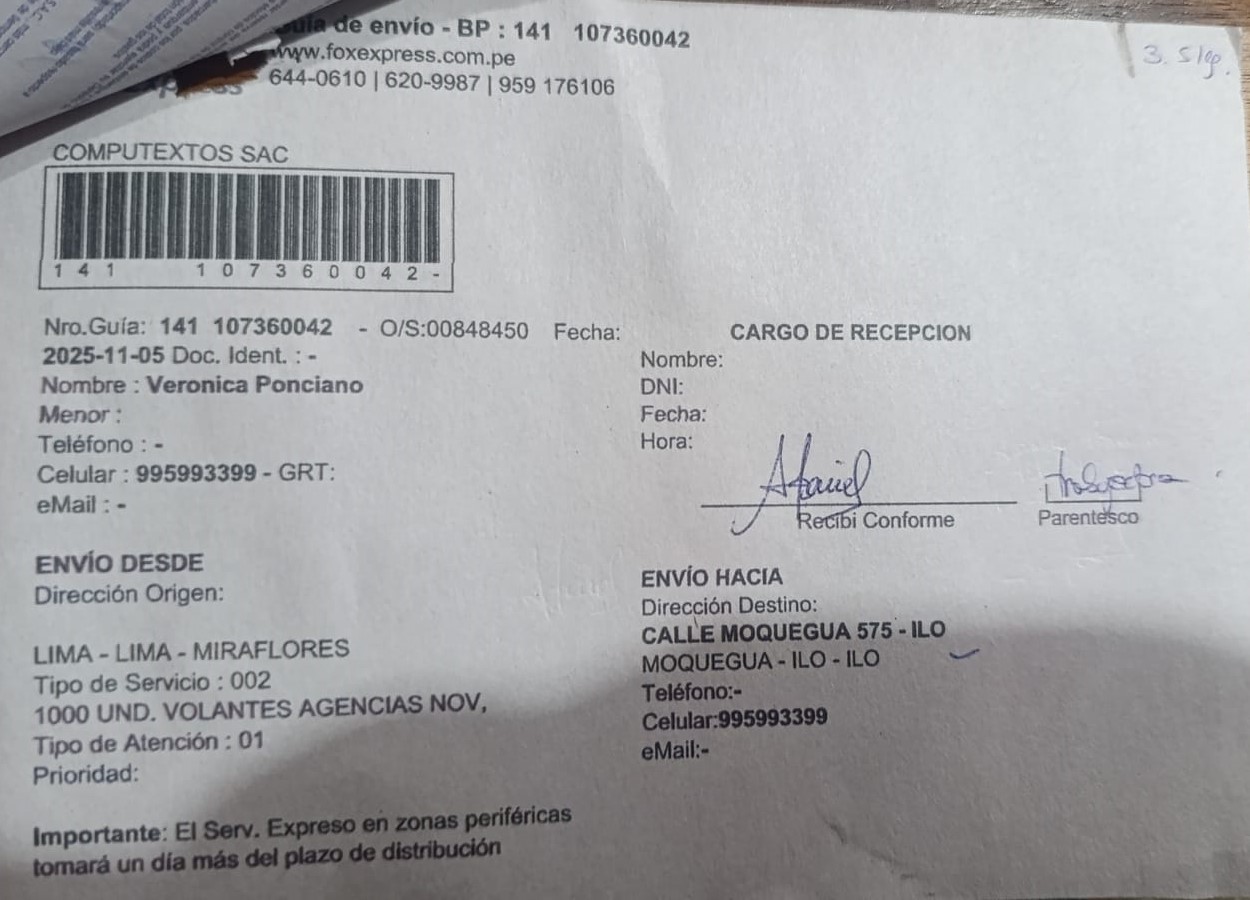 de envío - BP : 141 107360042
www.foxexpress.com.pe
644-0610 | 620-9987 | 959 176106
COMPUTEXTOS SAC
141 107360042-
Nro.Guía: 141 107360042 - O/S:00848450 Fecha:
2025-11-05 Doc. Ident. : -
Nombre : Veronica Ponciano
Menor :
Teléfono : -
Celular : 995993399 - GRT:
eMail : -
CARGO DE RECEPCION
Nombre:
DNI:
Fecha:
Hora:
Recibi Conforme
Parentesco
ENVÍO DESDE
Dirección Origen:
LIMA - LIMA - MIRAFLORES
Tipo de Servicio : 002
1000 UND. VOLANTES AGENCIAS NOV,
Tipo de Atención : 01
Prioridad:
ENVÍO HACIA
Dirección Destino:
CALLE MOQUEGUA 575 - ILO
MOQUEGUA - ILO - ILO
Teléfono:-
Celular:995993399
eMail:-
Importante: El Serv. Expreso en zonas periféricas
tomará un día más del plazo de distribución